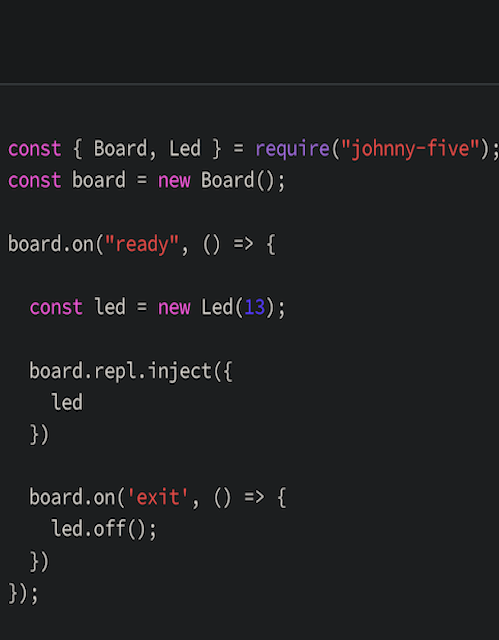 const { Board, Led } = require("johnny-five");
const board = new Board();
board.on("ready", () => {
const led = new Led(13);
board.repl.inject({
led
})
board.on('exit', () => {
led.off();
})
});